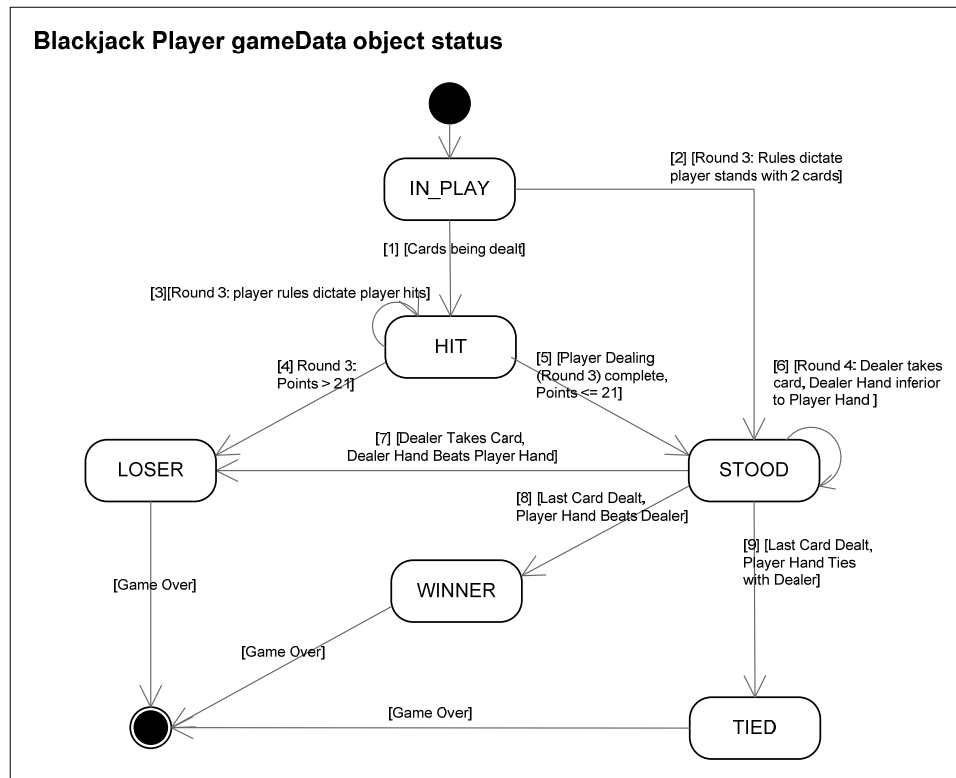 Blackjack Player gameData object status
IN_PLAY
[2] [Round 3: Rules dictate
player stands with 2 cards]
[1] [Cards being dealt]
[3][Round 3: player rules dictate player hits]
HIT
[4] Round 3:
Points > 21]
[5] [Player Dealing
(Round 3) complete,
Points <= 21]
[6] [Round 4: Dealer takes
card, Dealer Hand inferior
to Player Hand ]
[7] [Dealer Takes Card,
Dealer Hand Beats Player Hand]
LOSER
STOOD
[8] [Last Card Dealt,
Player Hand Beats Dealer]
[9] [Last Card Dealt,
Player Hand Ties
with Dealer]
[Game Over]
WINNER
[Game Over]
[Game Over]
TIED